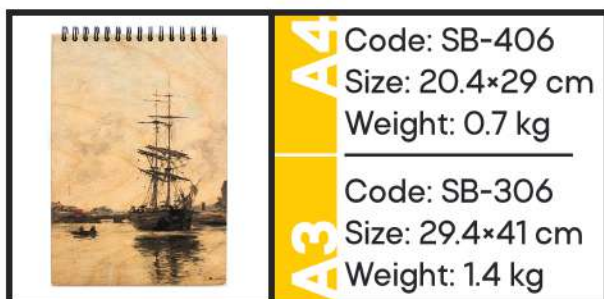 A4
Code: SB-406
Size: 20.4×29 cm
Weight: 0.7 kg
A3
Code: SB-306
Size: 29.4×41 cm
Weight: 1.4 kg